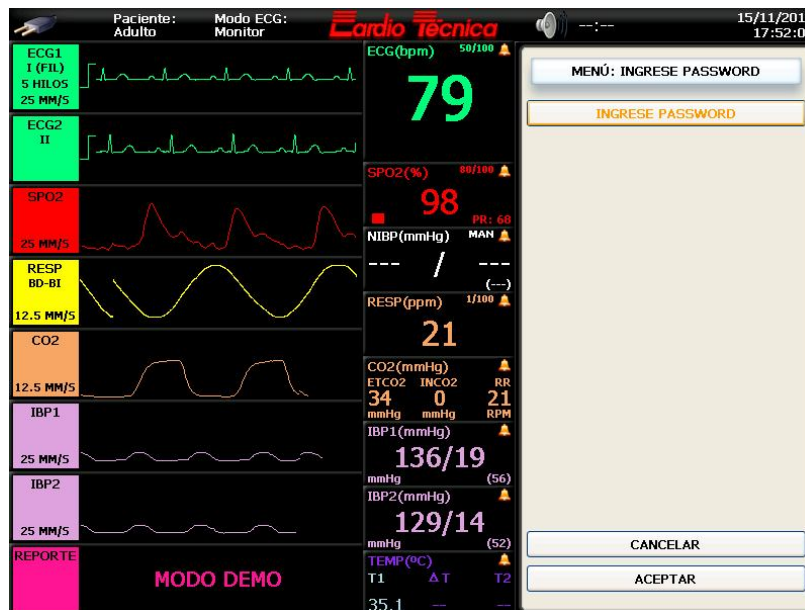 Paciente:
Adulto
Modo ECG:
Monitor
Cardio Técnica
--:--
15/11/201
17:52:0
ECG1
I (FIL)
5 HILOS
25 MM/S
ECG2
II
SPO2
25 MM/S
RESP
BD-BI
12.5 MM/S
CO2
12.5 MM/S
IBP1
25 MM/S
IBP2
25 MM/S
REPORTE
MODO DEMO
ECG(bpm) 50/100
79
SPO2(%) 80/100
98
PR: 68
NIBP(mmHg) MAN
--- / ---
(---)
RESP(ppm) 1/100
21
CO2(mmHg)
ETCO2 INCO2 RR
34 0 21
mmHg mmHg RPM
IBP1(mmHg)
136/19
mmHg (56)
IBP2(mmHg)
129/14
mmHg (52)
TEMP(ºC)
T1 Δ T T2
35.1 -- --
MENÚ: INGRESE PASSWORD
INGRESE PASSWORD
CANCELAR
ACEPTAR